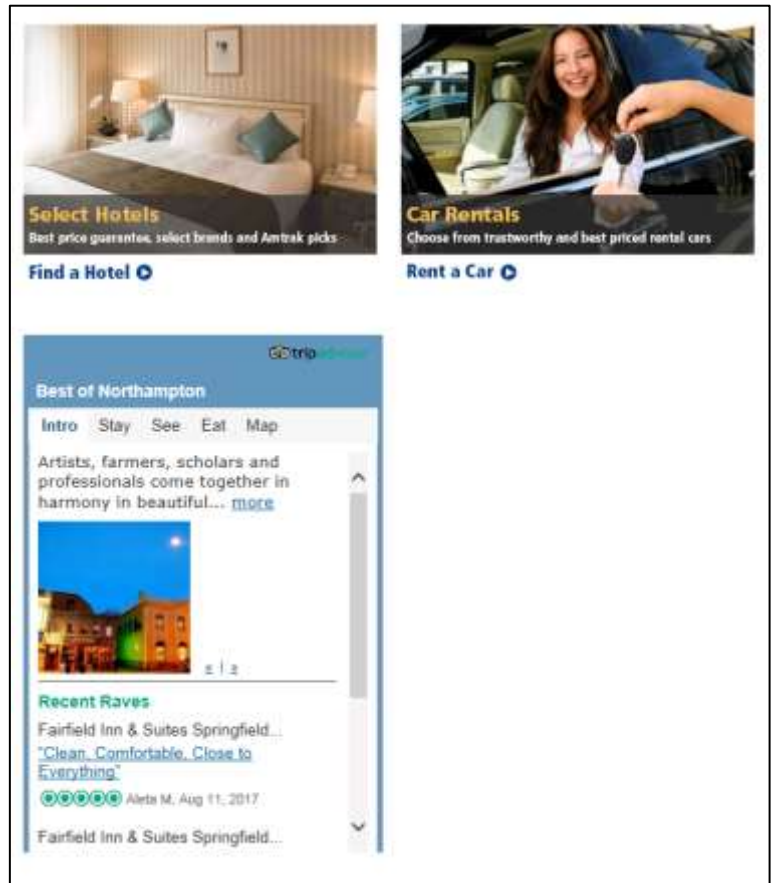 Select Hotels
Best price guarantee, select brands and Amtrak picks
Find a Hotel
Car Rentals
Choose from trustworthy and best priced rental cars
Rent a Car
tripadvisor
Best of Northampton
Intro Stay See Eat Map
Artists, farmers, scholars and
professionals come together in
harmony in beautiful... more
Recent Raves
Fairfield Inn & Suites Springfield...
"Clean, Comfortable, Close to
Everything"
Aleta M, Aug 11, 2017
Fairfield Inn & Suites Springfield...